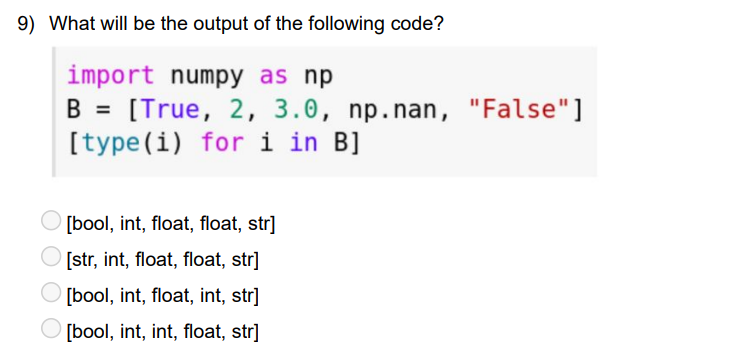 9) What will be the output of the following code?
import numpy as np
B = [True, 2, 3.0, np.nan, "False"]
[type(i) for i in B]
[bool, int, float, float, str]
[str, int, float, float, str]
[bool, int, float, int, str]
[bool, int, int, float, str]